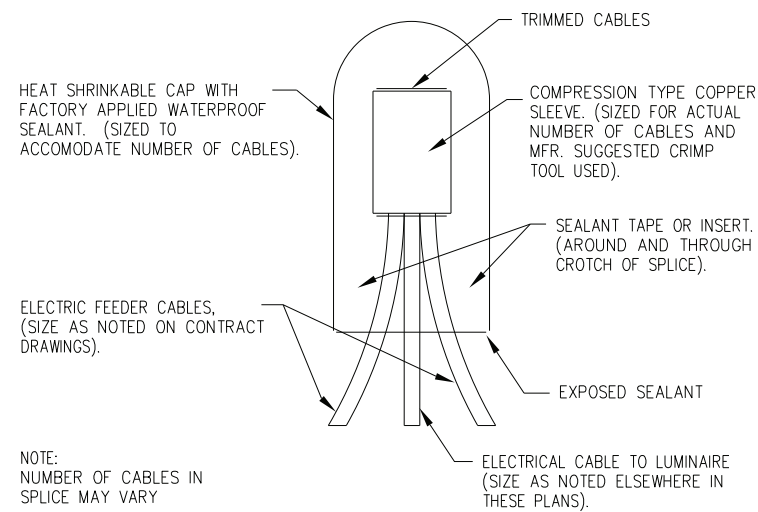 TRIMMED CABLES
HEAT SHRINKABLE CAP WITH
FACTORY APPLIED WATERPROOF
SEALANT. (SIZED TO
ACCOMODATE NUMBER OF CABLES).
COMPRESSION TYPE COPPER
SLEEVE. (SIZED FOR ACTUAL
NUMBER OF CABLES AND
MFR. SUGGESTED CRIMP
TOOL USED).
SEALANT TAPE OR INSERT.
(AROUND AND THROUGH
CROTCH OF SPLICE).
ELECTRIC FEEDER CABLES,
(SIZE AS NOTED ON CONTRACT
DRAWINGS).
EXPOSED SEALANT
NOTE:
NUMBER OF CABLES IN
SPLICE MAY VARY
ELECTRICAL CABLE TO LUMINAIRE
(SIZE AS NOTED ELSEWHERE IN
THESE PLANS).